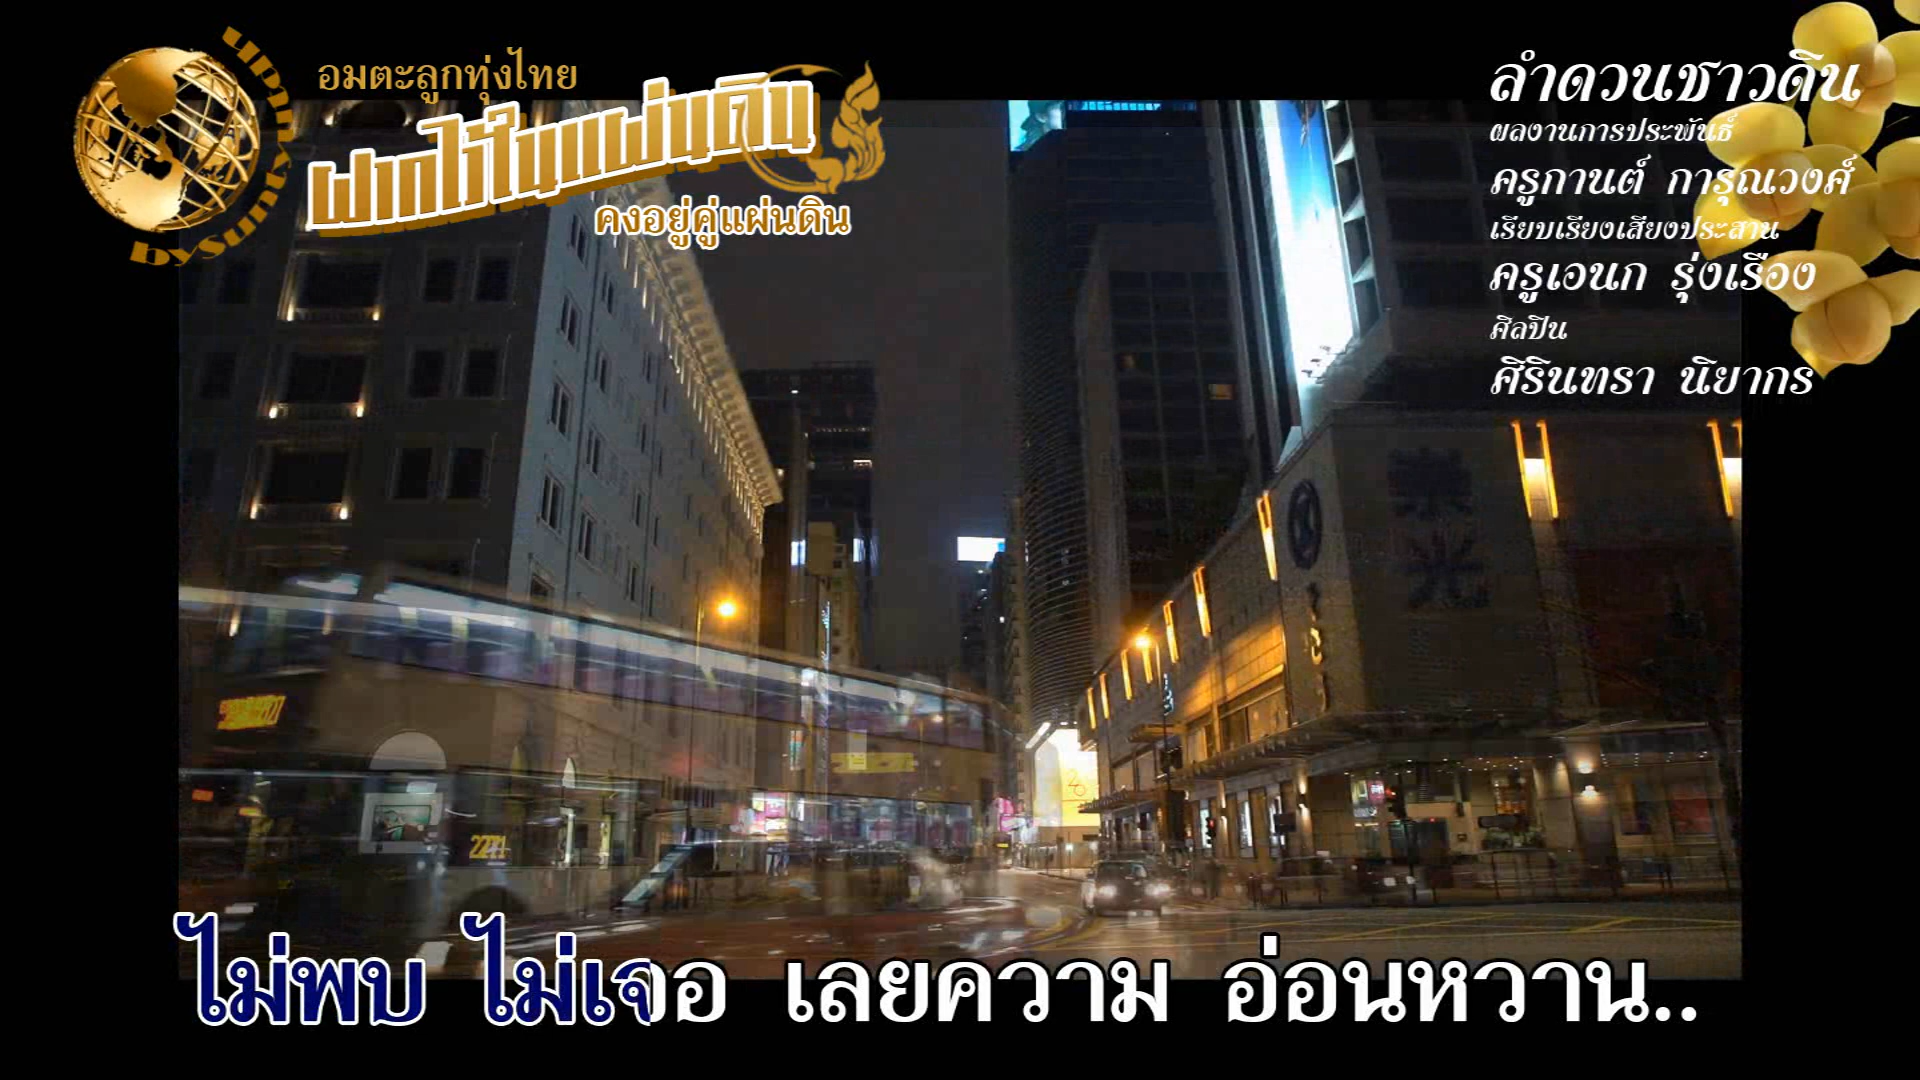 อมตะลูกทุ่งไทย
ฝากไว้ในแผ่นดิน
คงอยู่คู่แผ่นดิน
ลำดวนชาวดิน
ผลงานการประพันธ์
ครูกานต์ การุณวงศ์
เรียบเรียงเสียงประสาน
ครูเอนก รุ่งเรือง
ศิลปิน
ศิรินทรา นิยากร
2271
ไม่พบ ไม่เจอ เลยความ อ่อนหวาน..